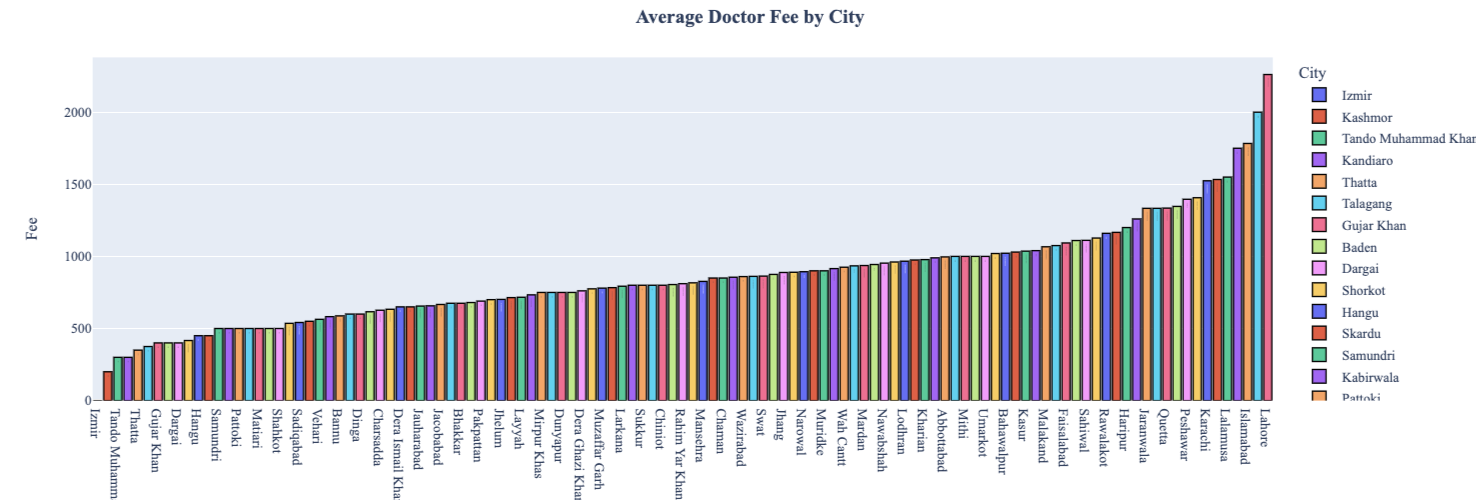 Average Doctor Fee by City
Fee
2000
1500
1000
500
0
Izmir
Tando Muhamm
Thatta
Gujar Khan
Dargai
Hangu
Samundri
Pattoki
Matiari
Shahkot
Sadiqabad
Vehari
Bannu
Dinga
Charsadda
Dera Ismail Kha
Jauharabad
Jacobabad
Bhakkar
Pakpattan
Jhelum
Layyah
Mirpur Khas
Dunyapur
Dera Ghazi Khan
Muzaffar Garh
Larkana
Sukkur
Chiniot
Rahim Yar Khan
Mansehra
Chaman
Wazirabad
Swat
Jhang
Narowal
Muridke
Wah Cantt
Mardan
Nawabshah
Lodhran
Kharian
Abbottabad
Mithi
Umarkot
Bahawalpur
Kasur
Malakand
Faisalabad
Sahiwal
Rawalakot
Haripur
Jaranwala
Quetta
Peshawar
Karachi
Lalamusa
Islamabad
Lahore
City
Izmir
Kashmor
Tando Muhammad Khan
Kandiaro
Thatta
Talagang
Gujar Khan
Baden
Dargai
Shorkot
Hangu
Skardu
Samundri
Kabirwala
Pattoki